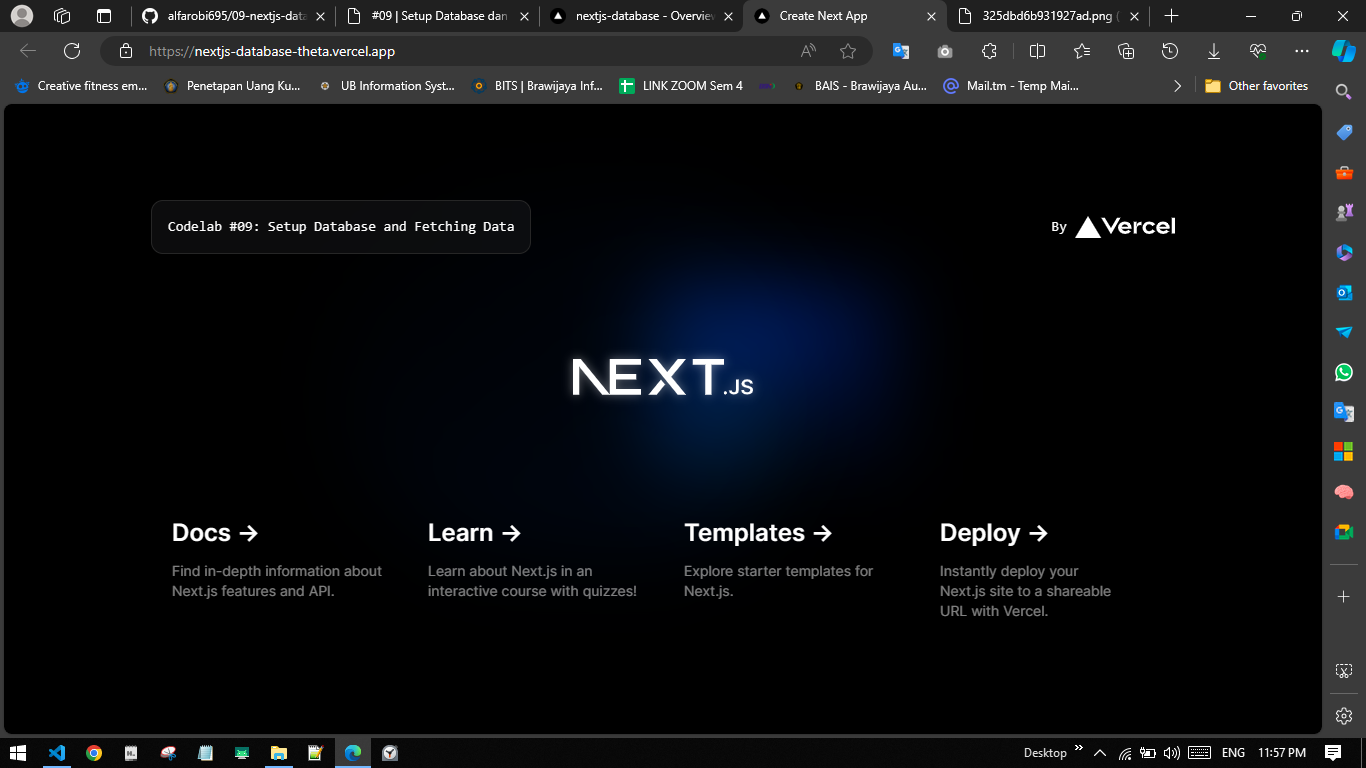 alfarobi695/09-nextjs-data
#09 | Setup Database dan
nextjs-database - Overview
Create Next App
325dbd6b931927ad.png (
https://nextjs-database-theta.vercel.app
Creative fitness em...
Penetapan Uang Ku...
UB Information Syst...
BITS | Brawijaya Inf...
LINK ZOOM Sem 4
BAIS - Brawijaya Au...
Mail.tm - Temp Mai...
Other favorites
Codelab #09: Setup Database and Fetching Data
By Vercel
NEXT.JS
Docs ->
Find in-depth information about
Next.js features and API.
Learn ->
Learn about Next.js in an
interactive course with quizzes!
Templates ->
Explore starter templates for
Next.js.
Deploy ->
Instantly deploy your
Next.js site to a shareable
URL with Vercel.
Desktop
ENG
11:57 PM